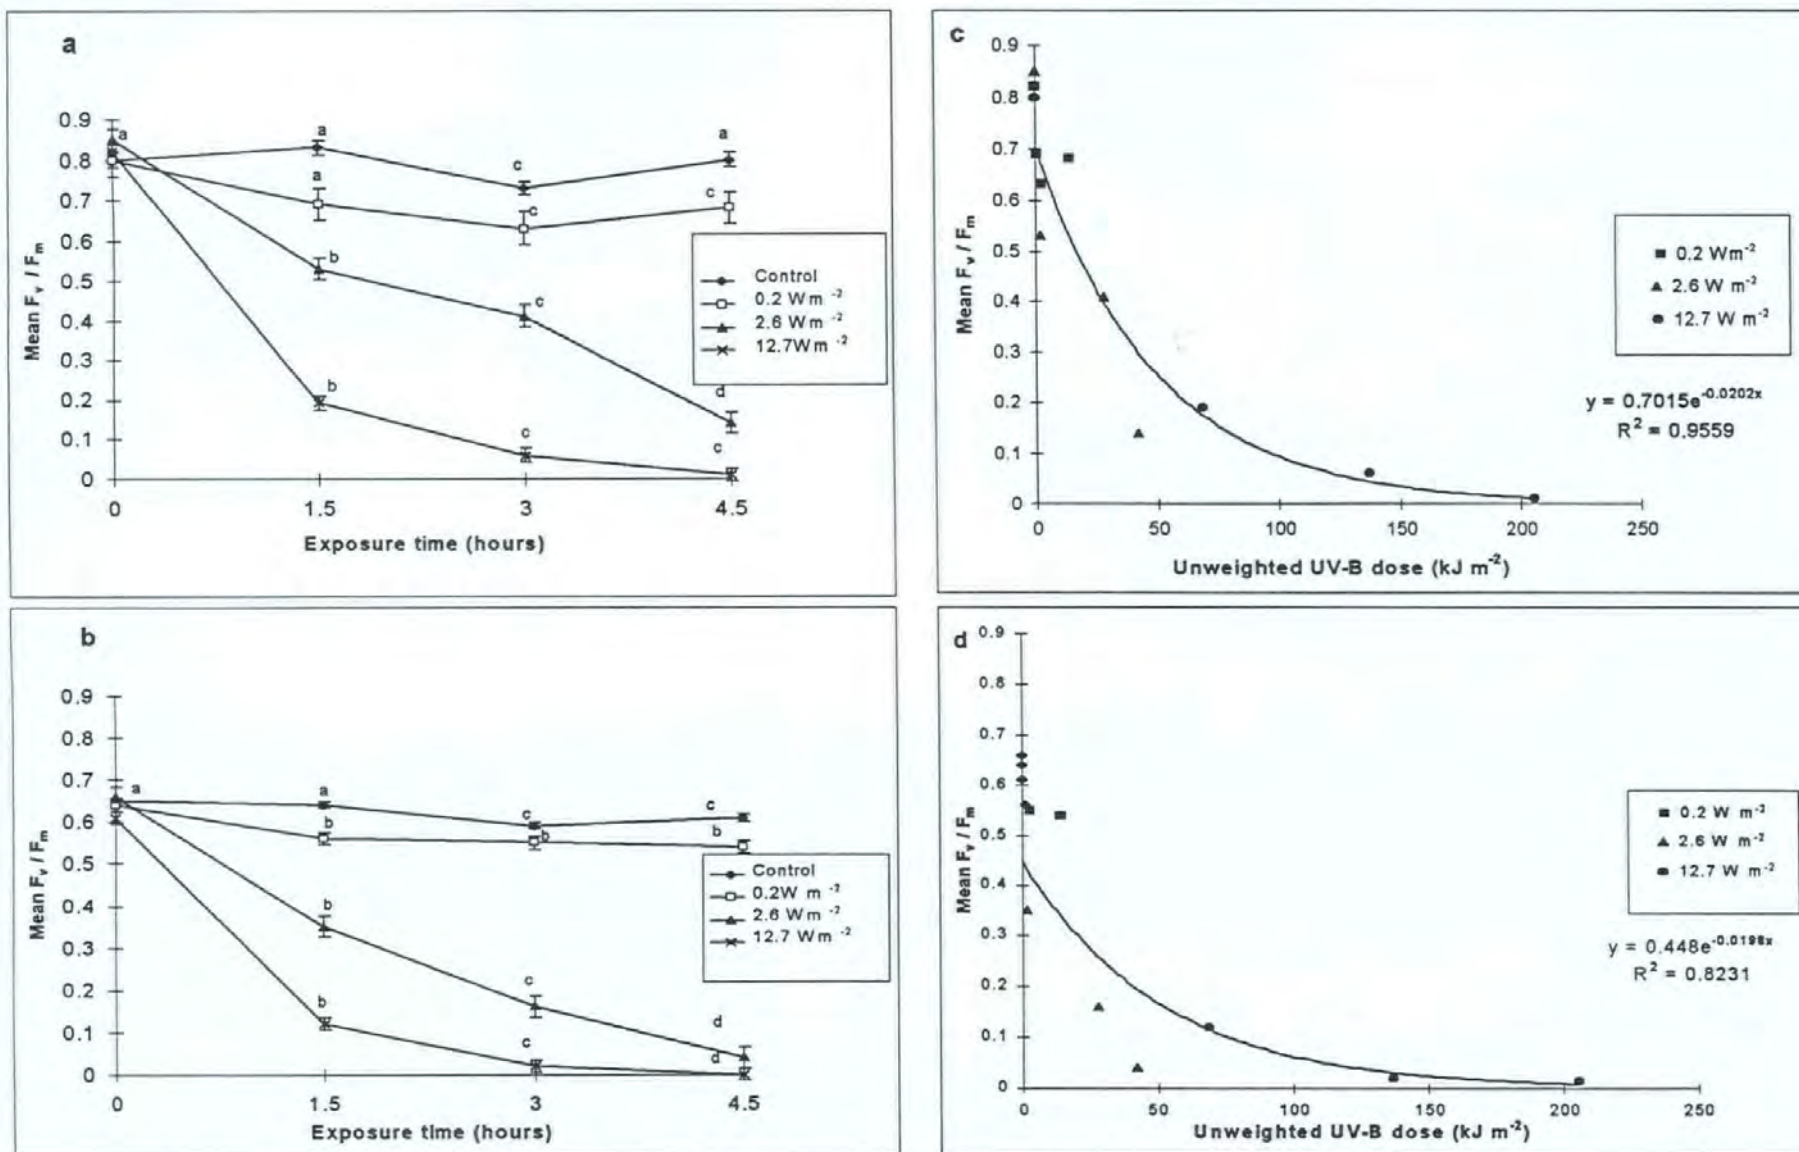 a
0.9
0.8
0.7
0.6
0.5
0.4
0.3
0.2
0.1
0
0
1.5
3
4.5
Mean Fv / Fm
Exposure time (hours)
a
a
a
a
c
c
c
c
b
c
d
b
c
c
Control
0.2 Wm -2
2.6 Wm -2
12.7Wm -2
c
0.9
0.8
0.7
0.6
0.5
0.4
0.3
0.2
0.1
0
0
50
100
150
200
250
Mean Fv / Fm
Unweighted UV-B dose (kJ m-2)
0.2 Wm-2
2.6 W m-2
12.7 W m-2
y = 0.7015e-0.0202x
R2 = 0.9559
b
0.9
0.8
0.7
0.6
0.5
0.4
0.3
0.2
0.1
0
0
1.5
3
4.5
Mean Fv / Fm
Exposure time (hours)
a
a
c
c
b
b
b
b
c
d
b
c
d
Control
0.2W m -2
2.6 Wm -2
12.7 Wm -2
d
0.9
0.8
0.7
0.6
0.5
0.4
0.3
0.2
0.1
0
0
50
100
150
200
250
Mean Fv / Fm
Unweighted UV-B dose (kJ m-2)
0.2 W m-2
2.6 W m-2
12.7 W m-2
y = 0.448e-0.0198x
R2 = 0.8231